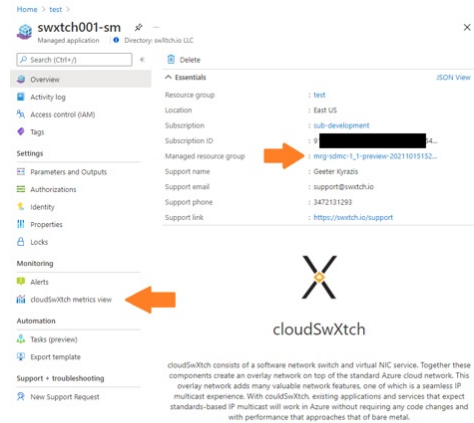 Home > test >
swxtch001-sm
Managed application
Directory: swXtch.io LLC
Search (Ctrl+/)
Overview
Activity log
Access control (IAM)
Tags
Settings
Parameters and Outputs
Authorizations
Identity
Properties
Locks
Monitoring
Alerts
cloudSwXtch metrics view
Automation
Tasks (preview)
Export template
Support + troubleshooting
New Support Request
Delete
Essentials
JSON View
Resource group : test
Location : East US
Subscription : sub-development
Subscription ID : 9 54...
Managed resource group : mrg-sdmc-1_1-preview-20211015152...
Support name : Geeter Kyrazis
Support email : support@swxtch.io
Support phone : 3472131293
Support link : https://swxtch.io/support
cloudSwXtch
cloudSwXtch consists of a software network switch and virtual NIC service. Together these
components create an overlay network on top of the standard Azure cloud network. This
overlay network adds many valuable network features, one of which is a seamless IP
multicast experience. With couldSwXtch, existing applications and services that expect
standards-based IP multicast will work in Azure without requiring any code changes and
with performance that approaches that of bare metal.